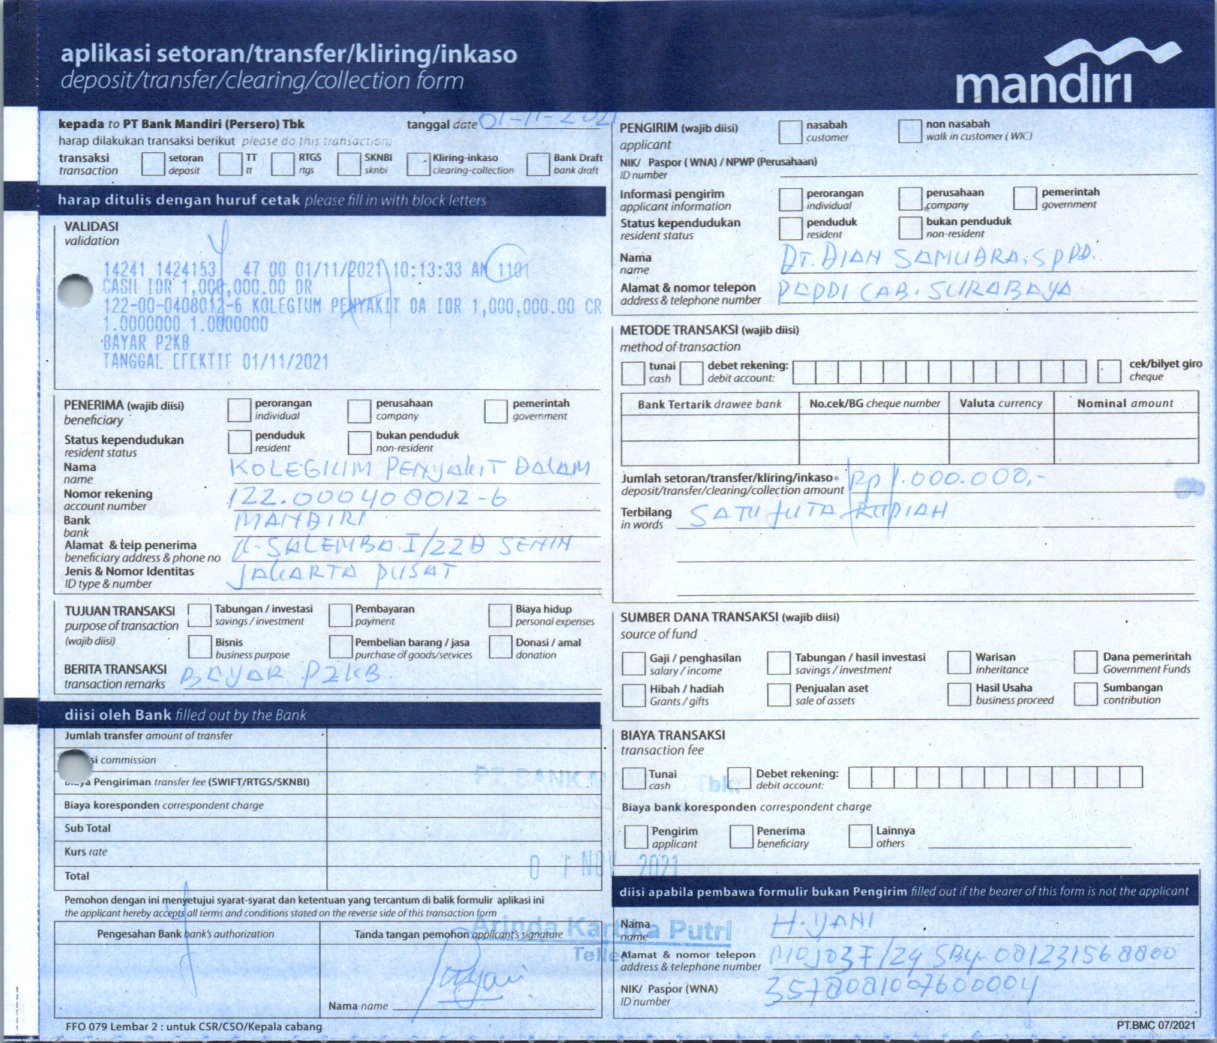 aplikasi setoran/transfer/kliring/inkaso
deposit/transfer/clearing/collection form
mandiri
kepada to PT Bank Mandiri (Persero) Tbk
tanggal date 01-11-2021
harap dilakukan transaksi berikut please do this transaction:
transaksi transaction
setoran deposit
TT tt
RTGS rtgs
SKNBI sknbi
Kliring-inkaso clearing-collection
Bank Draft bank draft
harap ditulis dengan huruf cetak please fill in with block letters
VALIDASI
validation
14241 1424153 47 00 01/11/2021 10:13:33 AM 1101
CASH IDR 1,000,000.00 DR
122-00-0408012-6 KOLEGIUM PENYAKIT DA IDR 1,000,000.00 CR
1.0000000 1.0000000
BAYAR P2KB
TANGGAL EFEKTIF 01/11/2021
PENERIMA (wajib diisi)
beneficiary
perorangan individual
perusahaan company
pemerintah government
Status kependudukan
resident status
penduduk resident
bukan penduduk non-resident
Nama name KOLEGIUM PENYAKIT DALAM
Nomor rekening account number 122.000408012-6
Bank bank MANDIRI
Alamat & telp penerima beneficiary address & phone no Jl. SALEMBA I/22D SENIN
Jenis & Nomor Identitas ID type & number JAKARTA PUSAT
TUJUAN TRANSAKSI
purpose of transaction
(wajib diisi)
Tabungan / investasi savings / investment
Pembayaran payment
Biaya hidup personal expenses
Bisnis business purpose
Pembelian barang / jasa purchase of goods/services
Donasi / amal donation
BERITA TRANSAKSI transaction remarks BAYAR P2KB
diisi oleh Bank filled out by the Bank
Jumlah transfer amount of transfer
si commission
Biaya Pengiriman transfer fee (SWIFT/RTGS/SKNBI)
Biaya koresponden correspondent charge
Sub Total
Kurs rate
Total
Pemohon dengan ini menyetujui syarat-syarat dan ketentuan yang tercantum di balik formulir aplikasi ini
the applicant hereby accepts all terms and conditions stated on the reverse side of this transaction form
Pengesahan Bank bank's authorization
Tanda tangan pemohon applicant's signature
Nama name
FFO 079 Lembar 2 : untuk CSR/CSO/Kepala cabang
PENGIRIM (wajib diisi)
applicant
nasabah customer
non nasabah walk in customer ( WIC)
NIK/ Paspor ( WNA) / NPWP (Perusahaan)
ID number
Informasi pengirim
applicant information
perorangan individual
perusahaan company
pemerintah government
Status kependudukan
resident status
penduduk resident
bukan penduduk non-resident
Nama name Dr. DIAH SAMUDRA. SPPD.
Alamat & nomor telepon address & telephone number PAPDI CAB. SURABAYA
METODE TRANSAKSI (wajib diisi)
method of transaction
tunai cash
debet rekening: debit account:
cek/bilyet giro cheque
Bank Tertarik drawee bank
No.cek/BG cheque number
Valuta currency
Nominal amount
Jumlah setoran/transfer/kliring/inkaso
deposit/transfer/clearing/collection amount Rp 1.000.000,-
Terbilang in words SATU JUTA RUPIAH
SUMBER DANA TRANSAKSI (wajib diisi)
source of fund
Gaji / penghasilan salary / income
Tabungan / hasil investasi savings / investment
Warisan inheritance
Dana pemerintah Government Funds
Hibah / hadiah Grants / gifts
Penjualan aset sale of assets
Hasil Usaha business proceed
Sumbangan contribution
BIAYA TRANSAKSI
transaction fee
Tunai cash
Debet rekening: debit account:
Biaya bank koresponden correspondent charge
Pengirim applicant
Penerima beneficiary
Lainnya others
PT BANK Tbk.
01 NOV 2021
Arinda Kartika Putri
Teller
diisi apabila pembawa formulir bukan Pengirim filled out if the bearer of this form is not the applicant
Nama name H. YANI
Alamat & nomor telepon address & telephone number MOJO 3F/29 SBY. 081231568800
NIK/ Paspor (WNA) ID number 3578081007600004
PT.BMC 07/2021